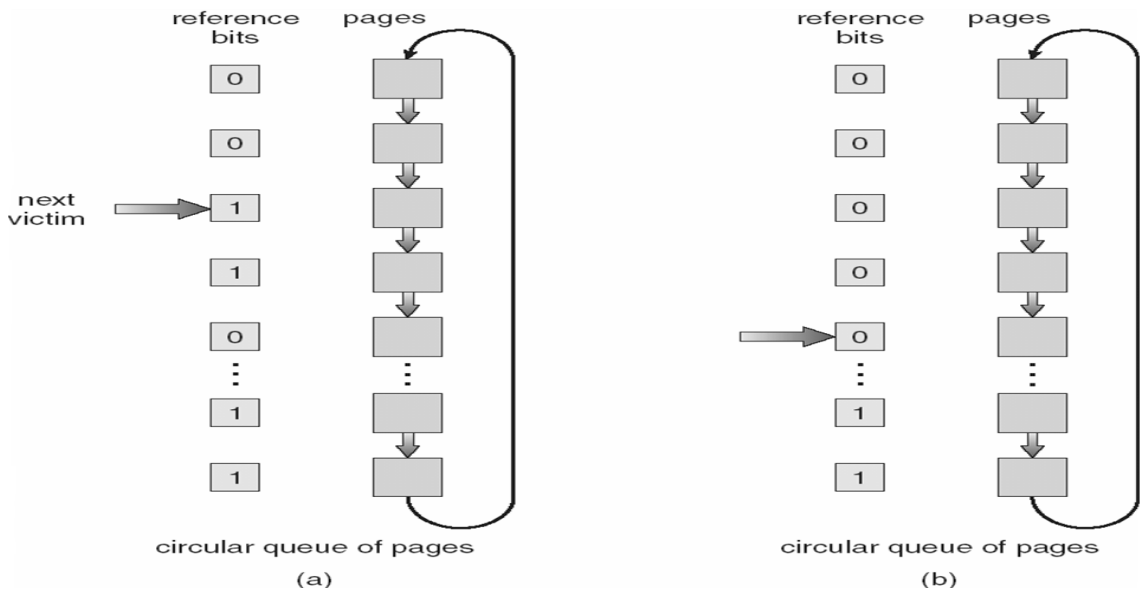 reference pages
bits
0
0
next
victim
1
1
0
1
1
circular queue of pages
(a)
reference pages
bits
0
0
0
0
0
1
1
circular queue of pages
(b)